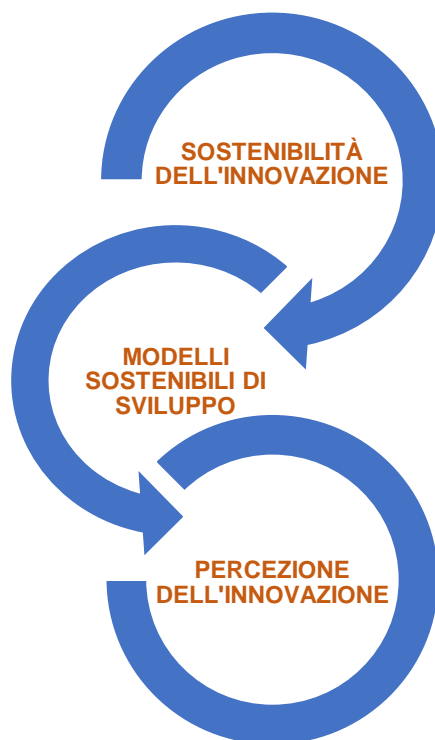 SOSTENIBILITÀ
DELL'INNOVAZIONE
MODELLI
SOSTENIBILI DI
SVILUPPO
PERCEZIONE
DELL'INNOVAZIONE